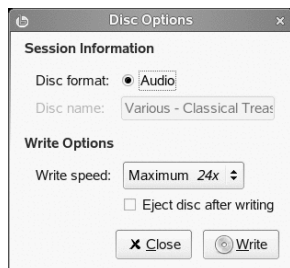 Disc Options
Session Information
Disc format: Audio
Disc name: Various - Classical Treas
Write Options
Write speed: Maximum 24x
Eject disc after writing
Close Write